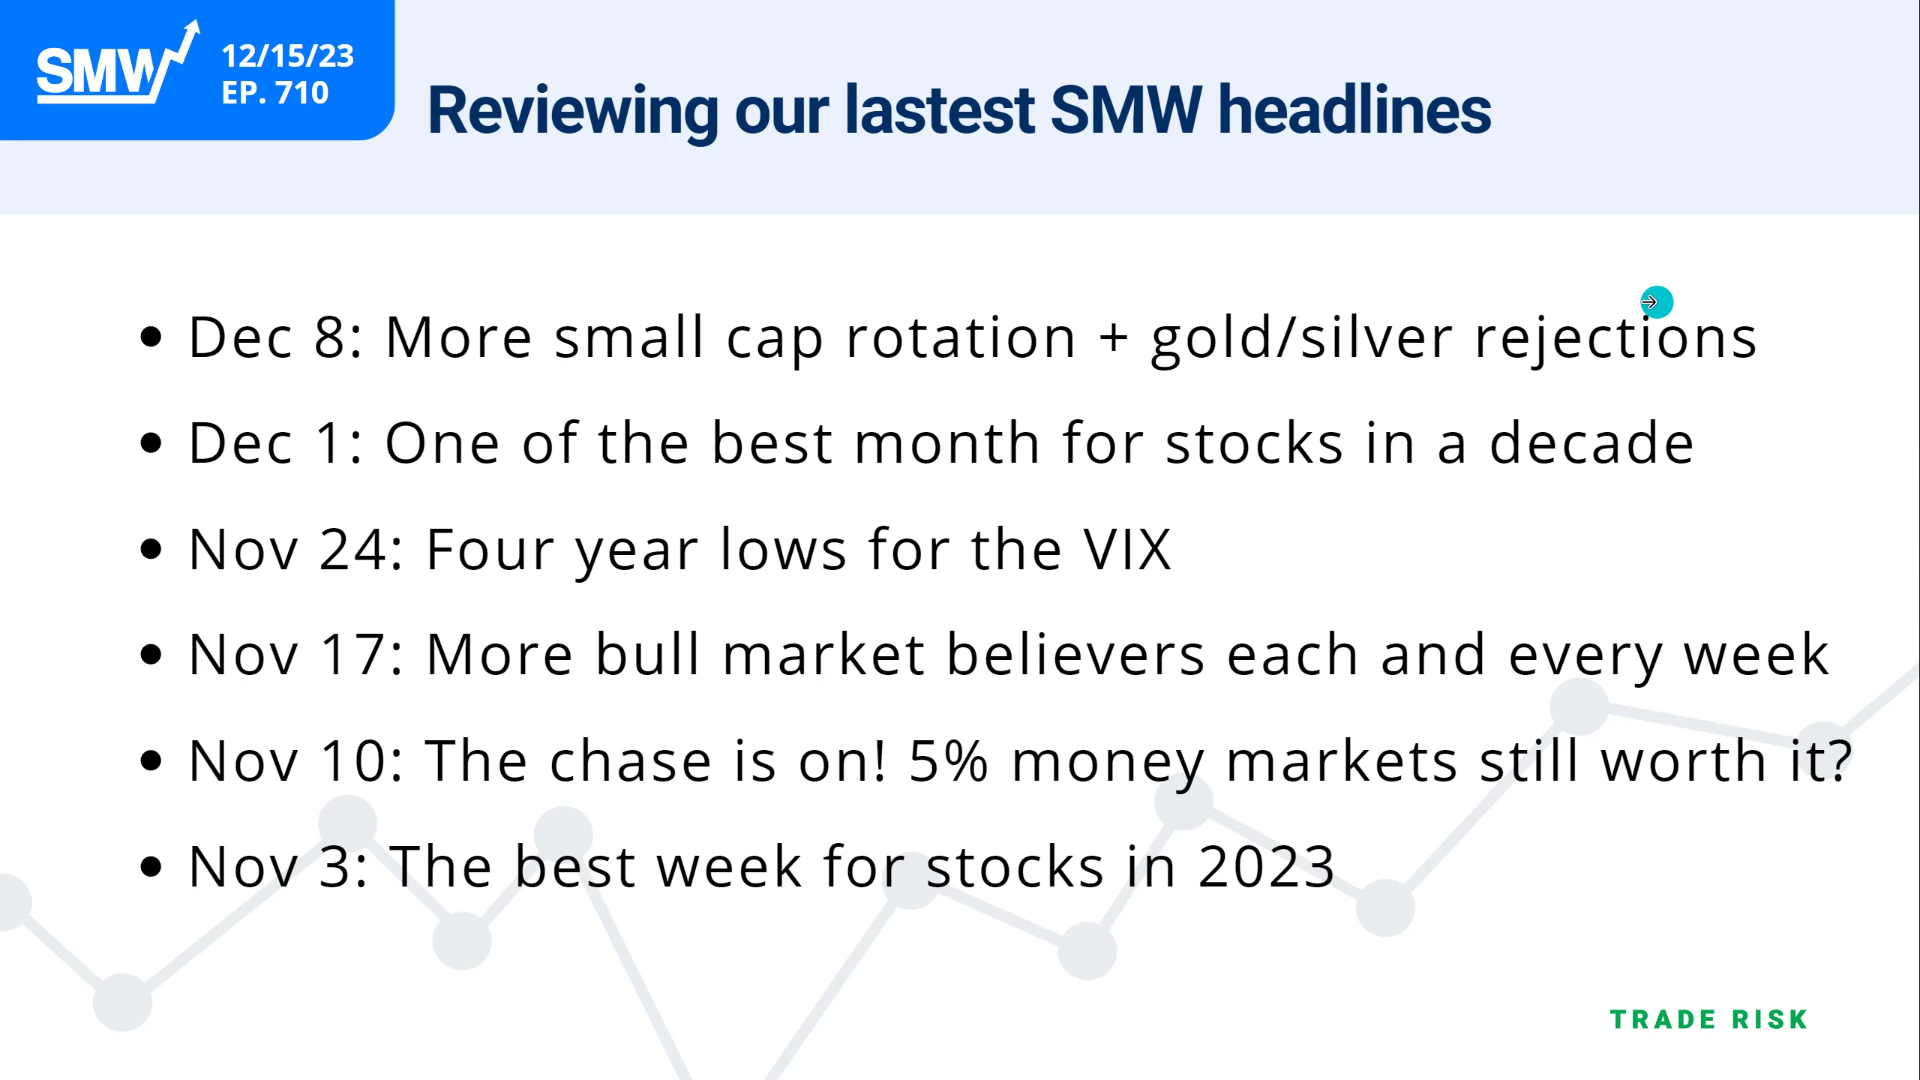 SMW
12/15/23
EP. 710
Reviewing our lastest SMW headlines
• Dec 8: More small cap rotation + gold/silver rejections
• Dec 1: One of the best month for stocks in a decade
• Nov 24: Four year lows for the VIX
• Nov 17: More bull market believers each and every week
• Nov 10: The chase is on! 5% money markets still worth it?
• Nov 3: The best week for stocks in 2023
TRADE RISK